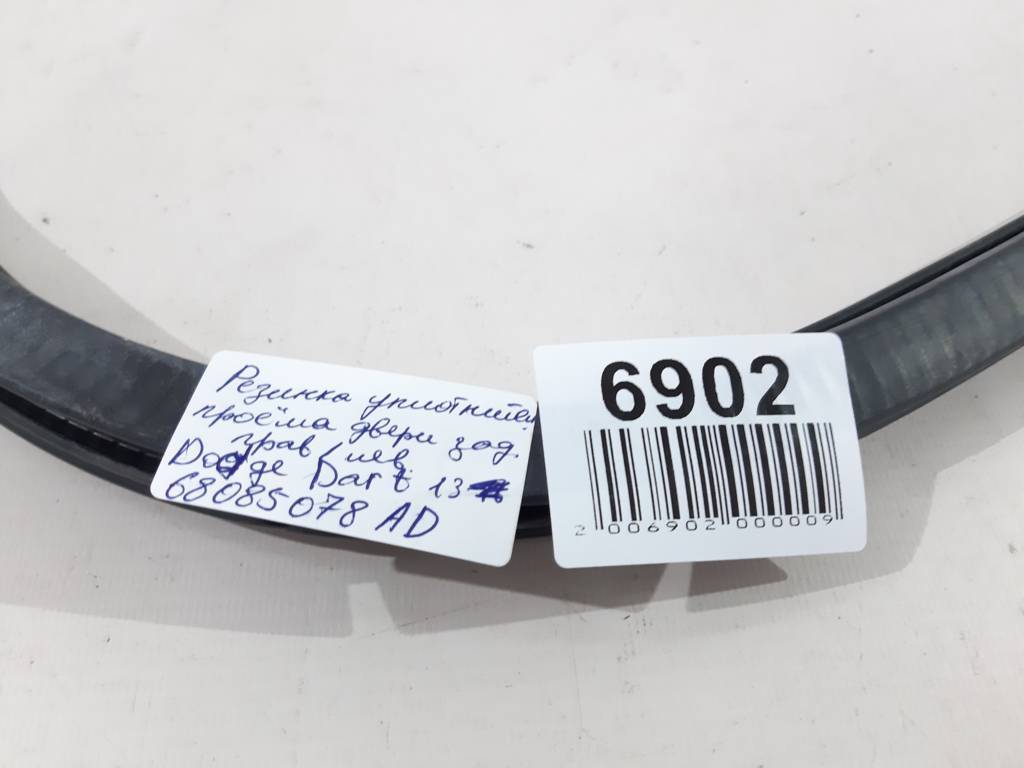 Резинка уплотнител
проёма двери зад.
прав/лев
Dodge Dart 13
68085078 AD
6902
2 006902 000009